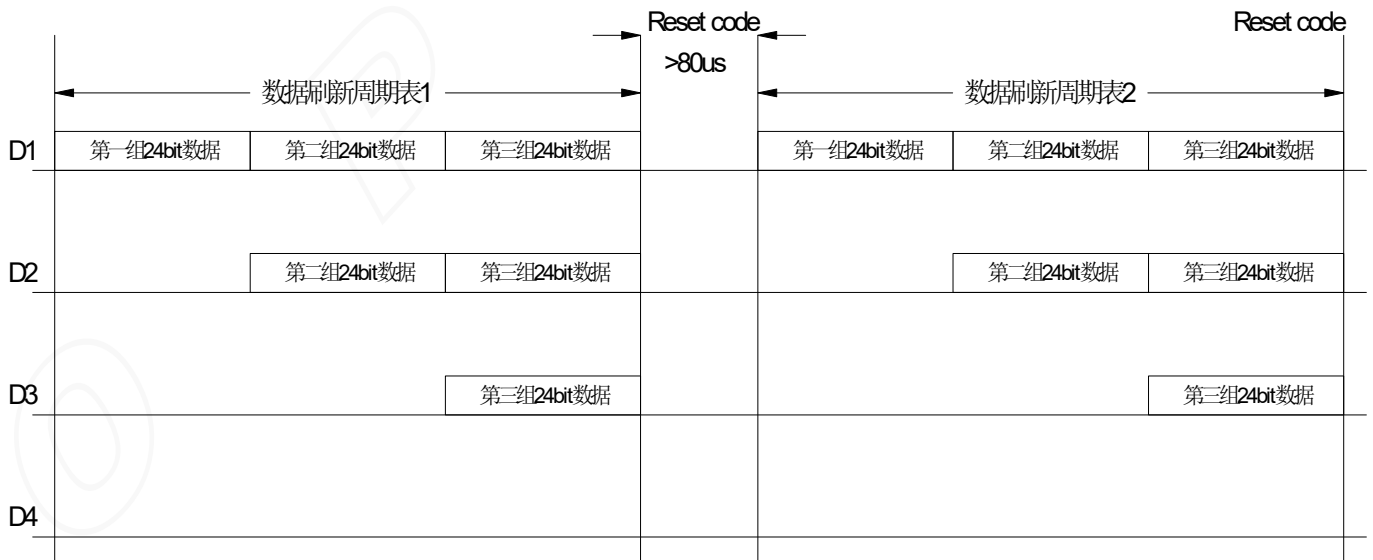 Reset code
Reset code
>80us
数据刷新周期表1
数据刷新周期表2
D1
第一组24bit数据
第二组24bit数据
第三组24bit数据
第一组24bit数据
第二组24bit数据
第三组24bit数据
D2
第二组24bit数据
第三组24bit数据
第二组24bit数据
第三组24bit数据
D3
第三组24bit数据
第三组24bit数据
D4